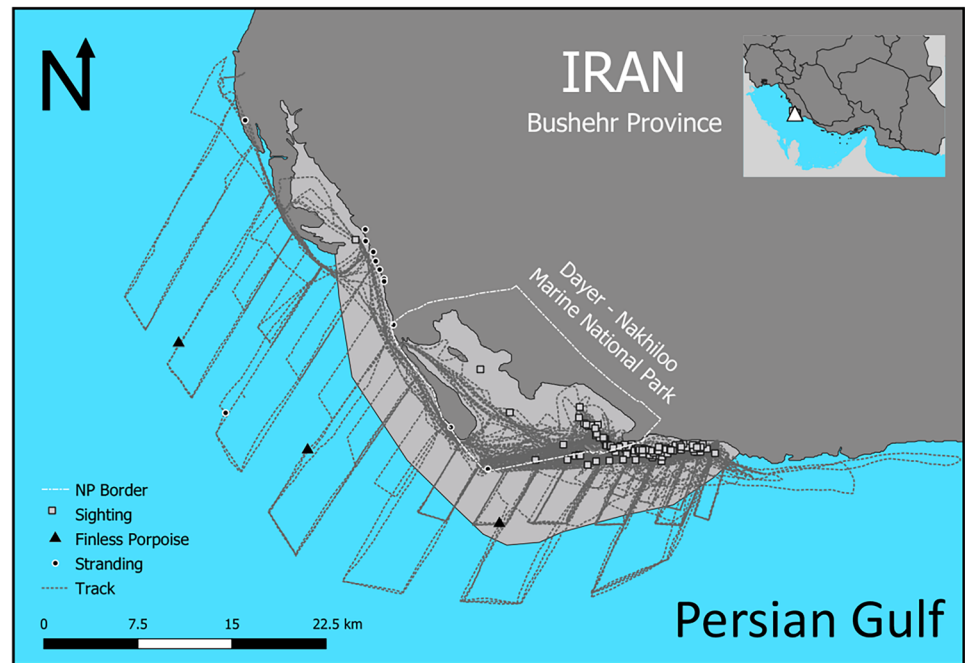 N
IRAN
Bushehr Province
Dayer - Nakhiloo
Marine National Park
NP Border
Sighting
Finless Porpoise
Stranding
Track
0 7.5 15 22.5 km
Persian Gulf